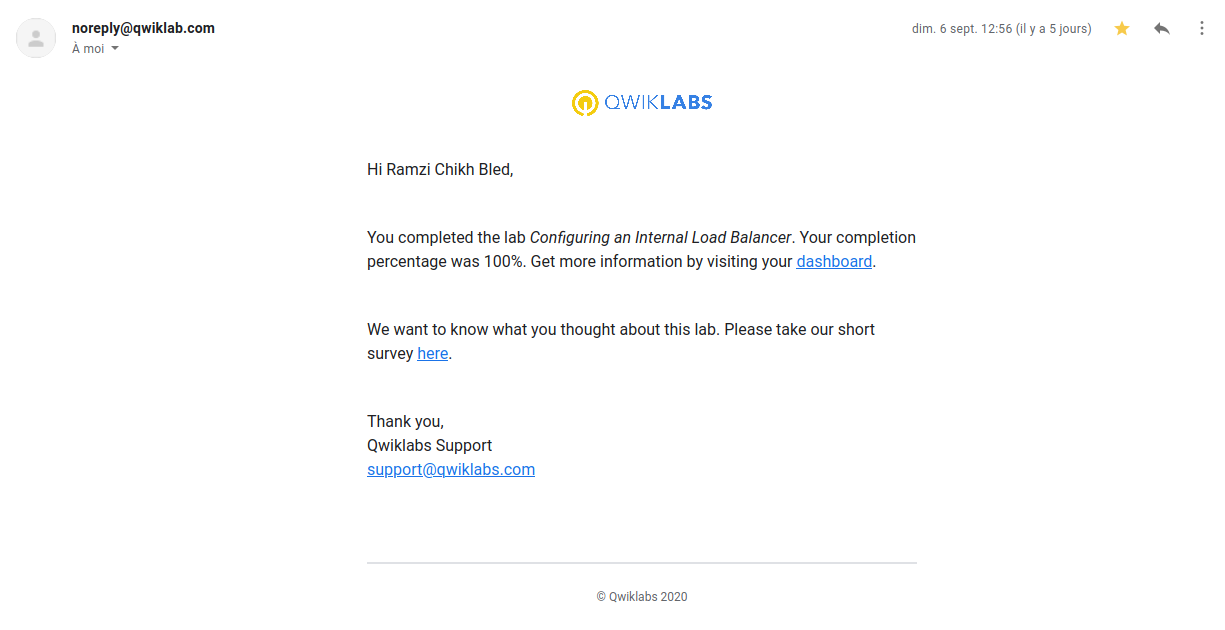 noreply@qwiklab.com
dim. 6 sept. 12:56 (il y a 5 jours)
À moi
QWIKLABS
Hi Ramzi Chikh Bled,
You completed the lab Configuring an Internal Load Balancer. Your completion
percentage was 100%. Get more information by visiting your dashboard.
We want to know what you thought about this lab. Please take our short
survey here.
Thank you,
Qwiklabs Support
support@qwiklabs.com
© Qwiklabs 2020